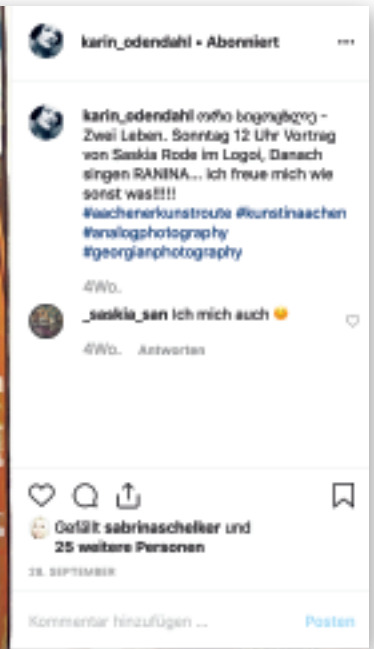 karin_odendahl • Abonniert
karin_odendahl ორი სიცოცხლე -
Zwei Leben. Sonntag 12 Uhr Vortrag
von Saskia Rode im Logoi, Danach
singen RANINA... ich freue mich wie
sonst was!!!!!
#aachenerkunstroute #kunstinaachen
#analogphotography
#georgianphotography
4Wo.
_saskia_san Ich mich auch
4Wo. Antworten
Gefällt sabrinaschelker und
25 weitere Personen
28. SEPTEMBER
Kommentar hinzufügen ...
Posten